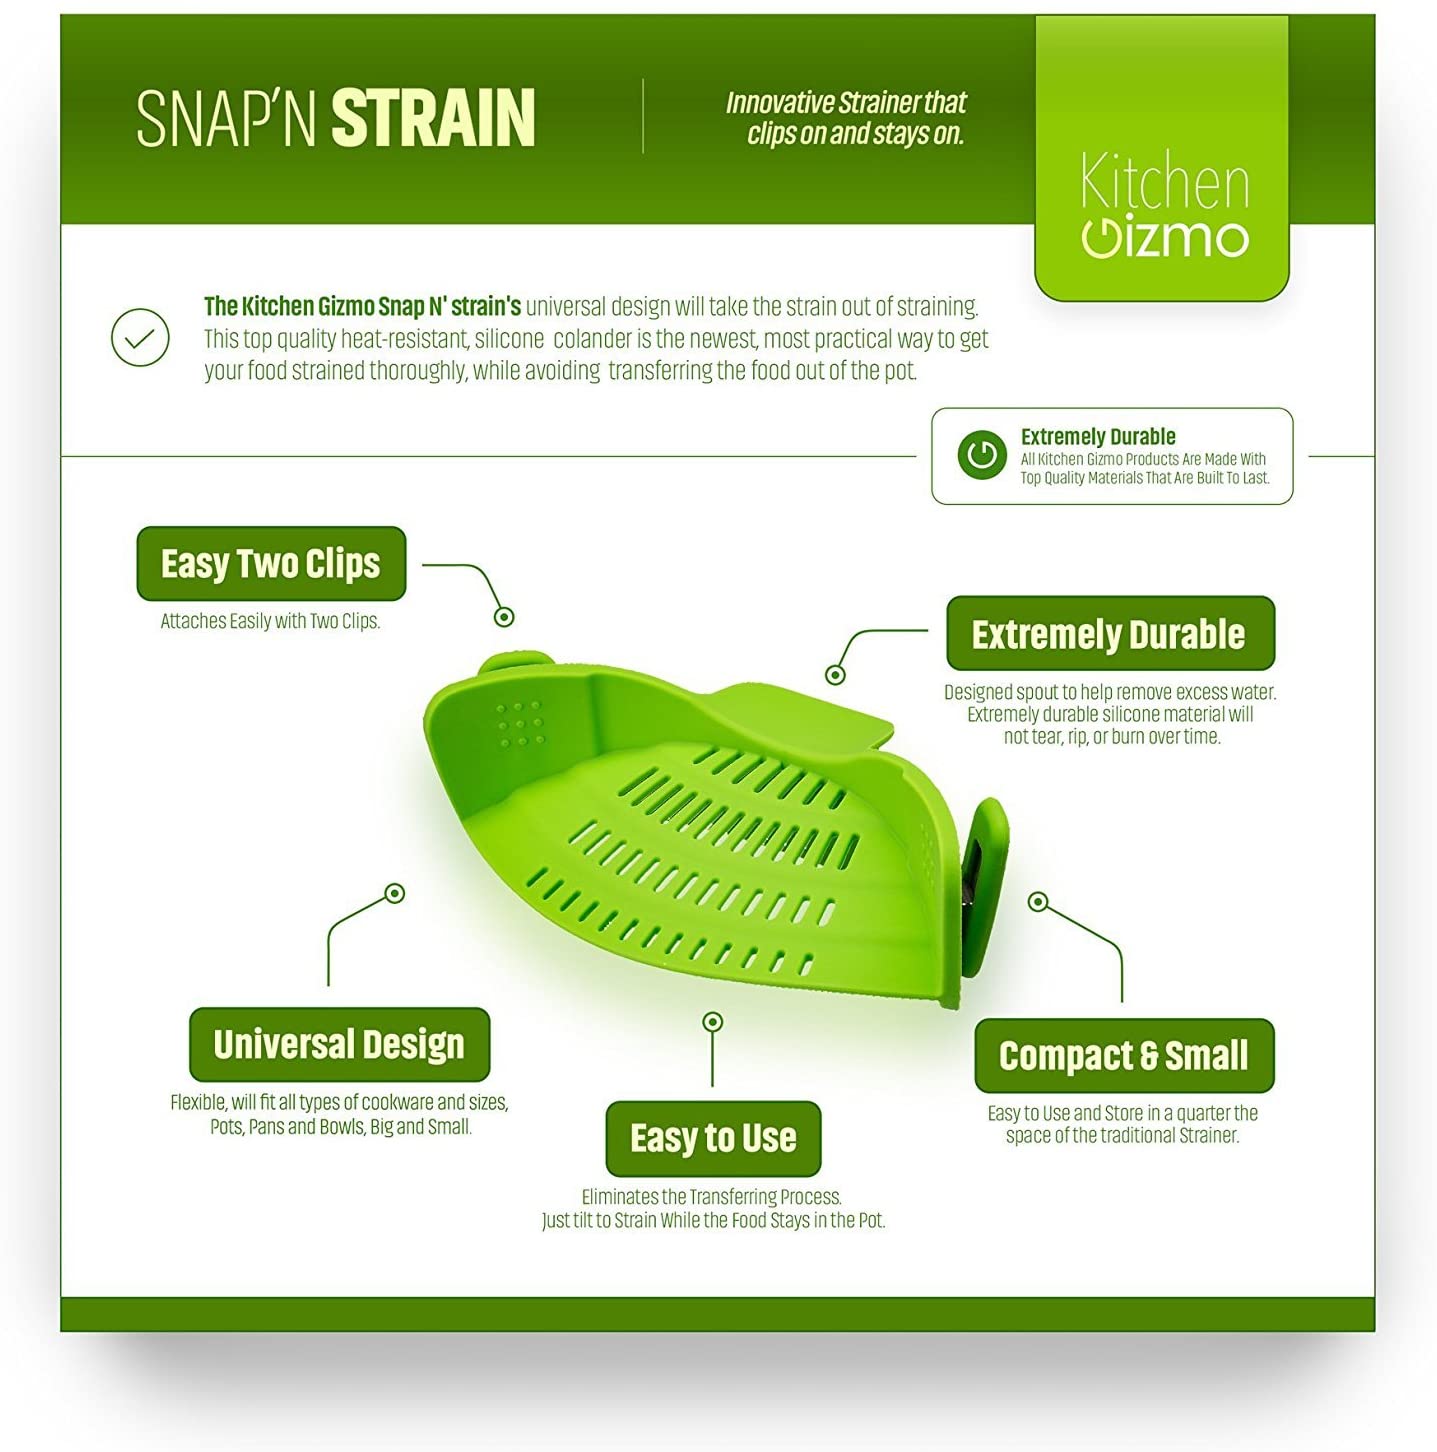 SNAP'N STRAIN
Innovative Strainer that
clips on and stays on.
Kitchen
Gizmo
The Kitchen Gizmo Snap N' strain's universal design will take the strain out of straining.
This top quality heat-resistant, silicone colander is the newest, most practical way to get
your food strained thoroughly, while avoiding transferring the food out of the pot.
Extremely Durable
All Kitchen Gizmo Products Are Made With
Top Quality Materials That Are Built To Last.
Easy Two Clips
Attaches Easily with Two Clips.
Extremely Durable
Designed spout to help remove excess water.
Extremely durable silicone material will
not tear, rip, or burn over time.
Universal Design
Flexible, will fit all types of cookware and sizes,
Pots, Pans and Bowls, Big and Small.
Easy to Use
Eliminates the Transferring Process.
Just tilt to Strain While the Food Stays in the Pot.
Compact & Small
Easy to Use and Store in a quarter the
space of the traditional Strainer.